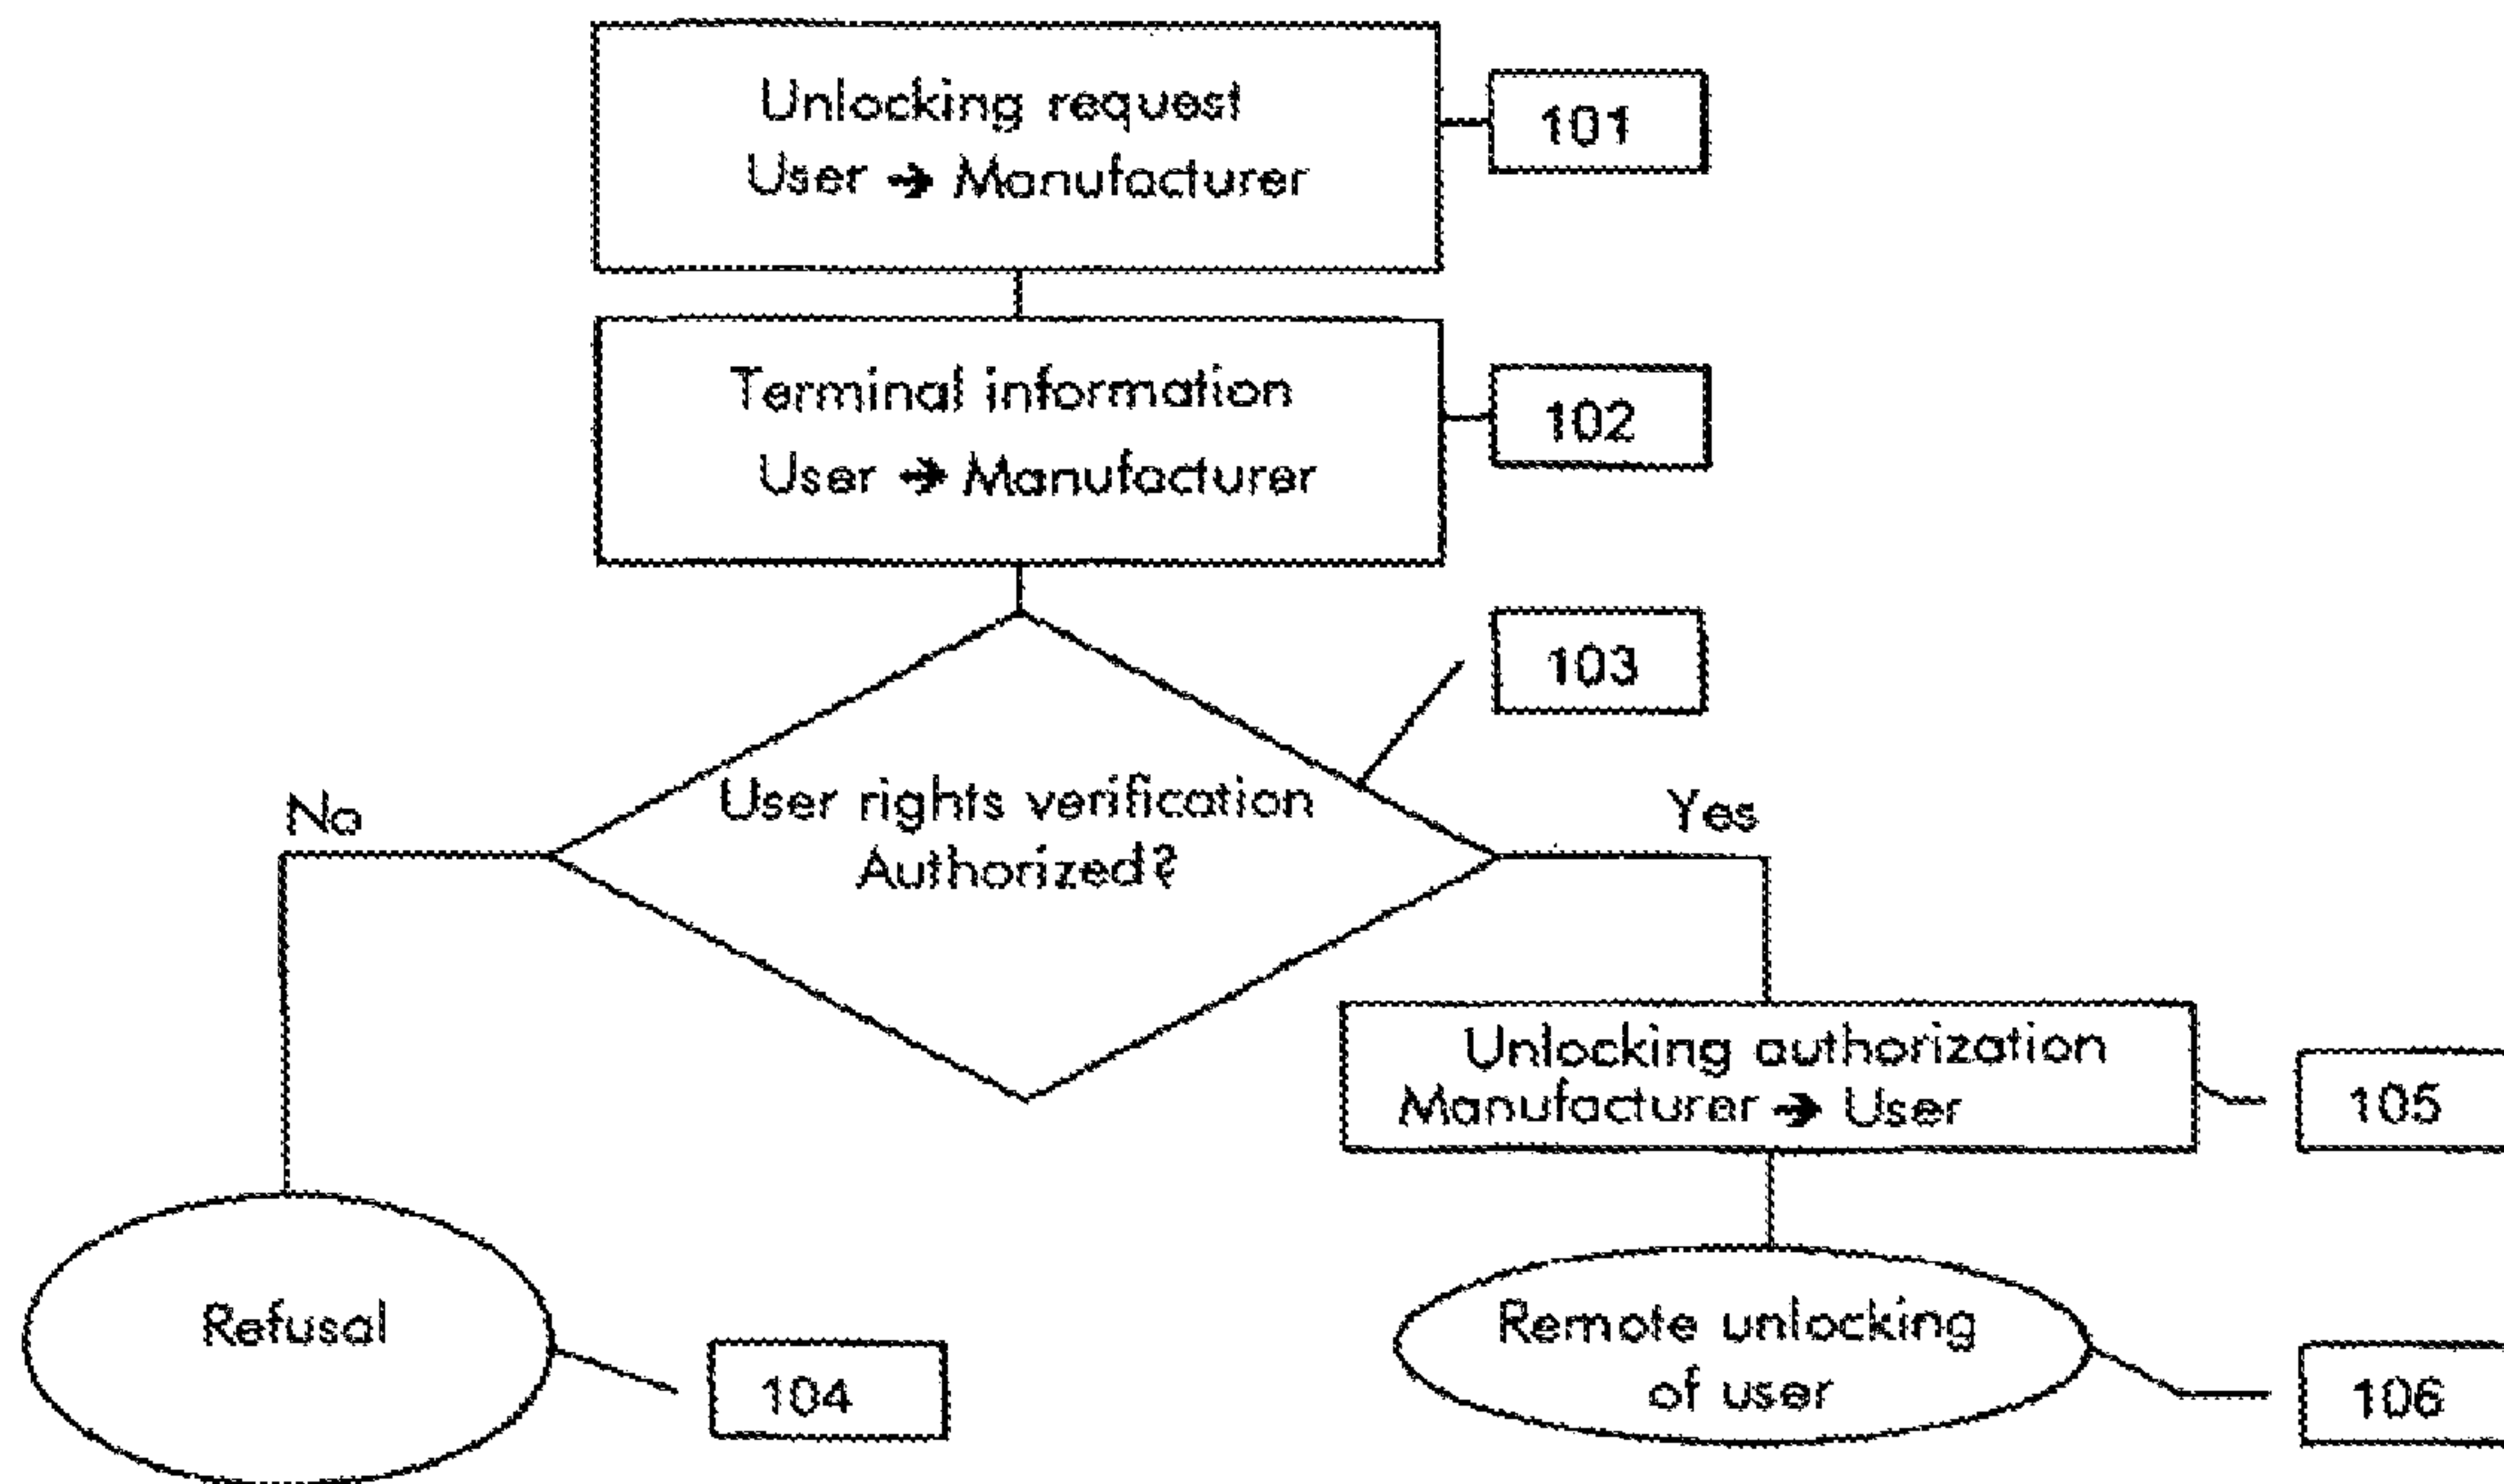 Unlocking request
User → Manufacturer
101
Terminal information
User → Manufacturer
102
103
User rights verification
Authorized?
No
Yes
Unlocking authorization
Manufacturer → User
105
Refusal
104
Remote unlocking
of user
106